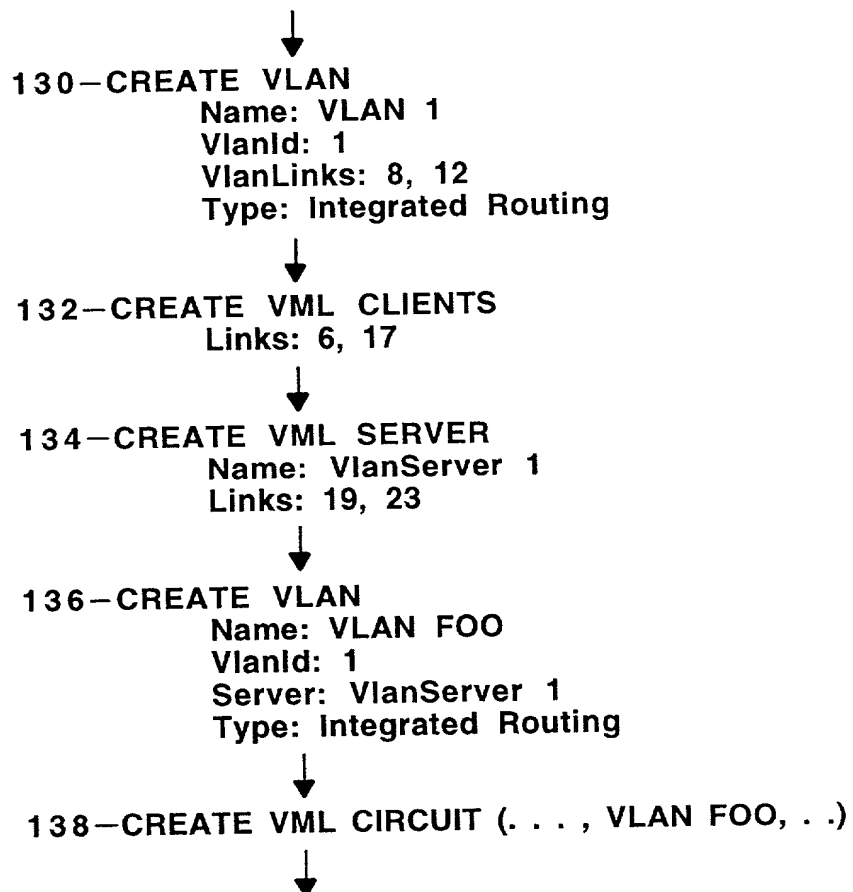 130-CREATE VLAN
Name: VLAN 1
VlanId: 1
VlanLinks: 8, 12
Type: Integrated Routing
132-CREATE VML CLIENTS
Links: 6, 17
134-CREATE VML SERVER
Name: VlanServer 1
Links: 19, 23
136-CREATE VLAN
Name: VLAN FOO
VlanId: 1
Server: VlanServer 1
Type: Integrated Routing
138-CREATE VML CIRCUIT (. . . , VLAN FOO, . .)